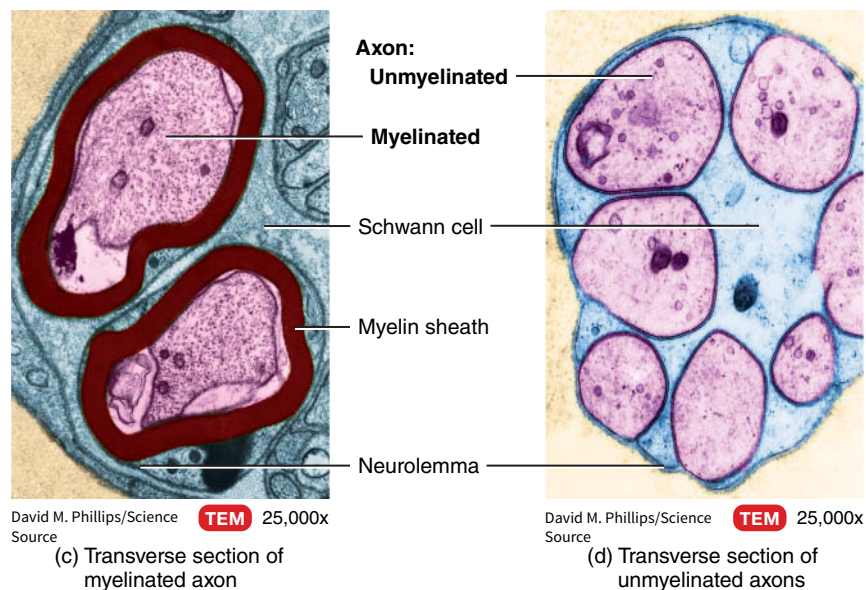 Axon:
Unmyelinated
Myelinated
Schwann cell
Myelin sheath
Neurolemma
David M. Phillips/Science
Source
TEM 25,000x
(c) Transverse section of
myelinated axon
David M. Phillips/Science
Source
TEM 25,000x
(d) Transverse section of
unmyelinated axons